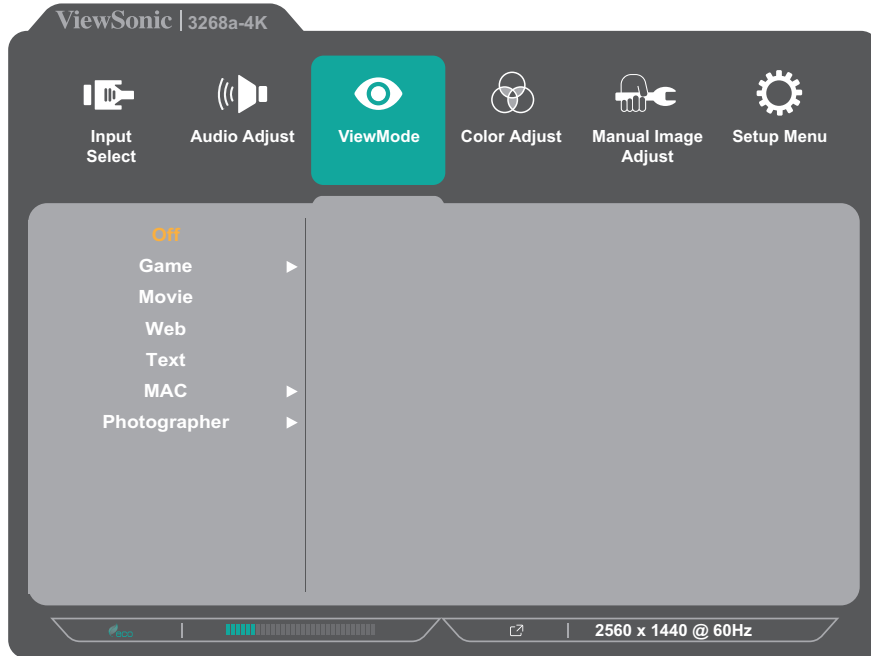 ViewSonic | 3268a-4K
Input Select
Audio Adjust
ViewMode
Color Adjust
Manual Image Adjust
Setup Menu
Off
Game
Movie
Web
Text
MAC
Photographer
eco
2560 x 1440 @ 60Hz